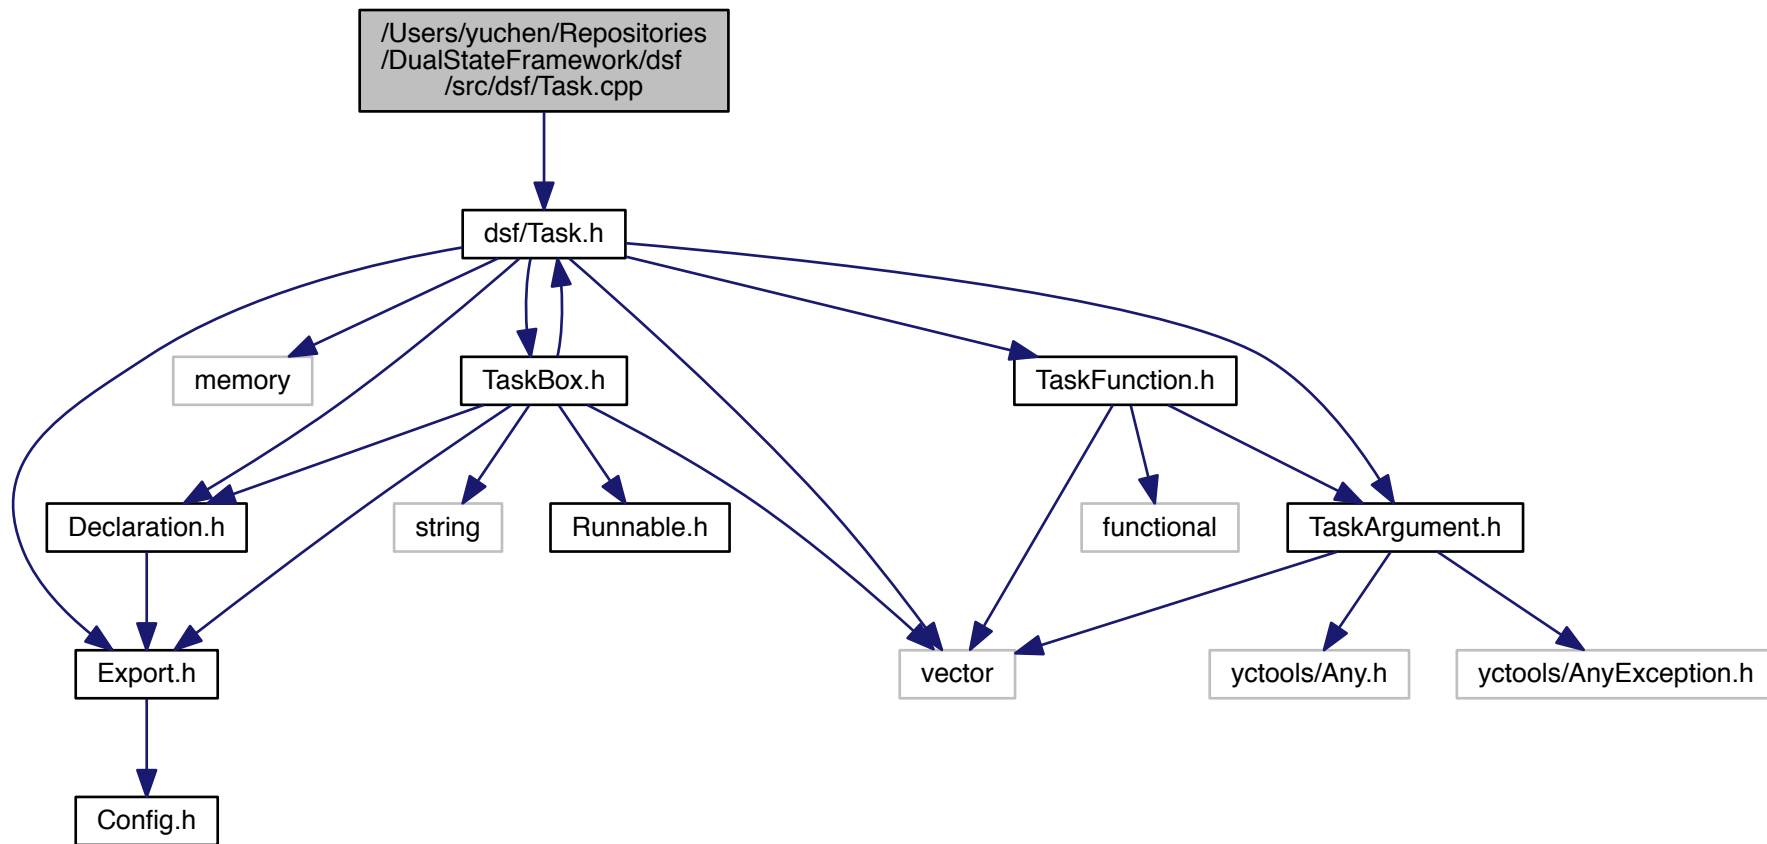 /Users/yuchen/Repositories
/DualStateFramework/dsf
/src/dsf/Task.cpp
dsf/Task.h
memory
TaskBox.h
TaskFunction.h
Declaration.h
string
Runnable.h
functional
TaskArgument.h
Export.h
vector
yctools/Any.h
yctools/AnyException.h
Config.h